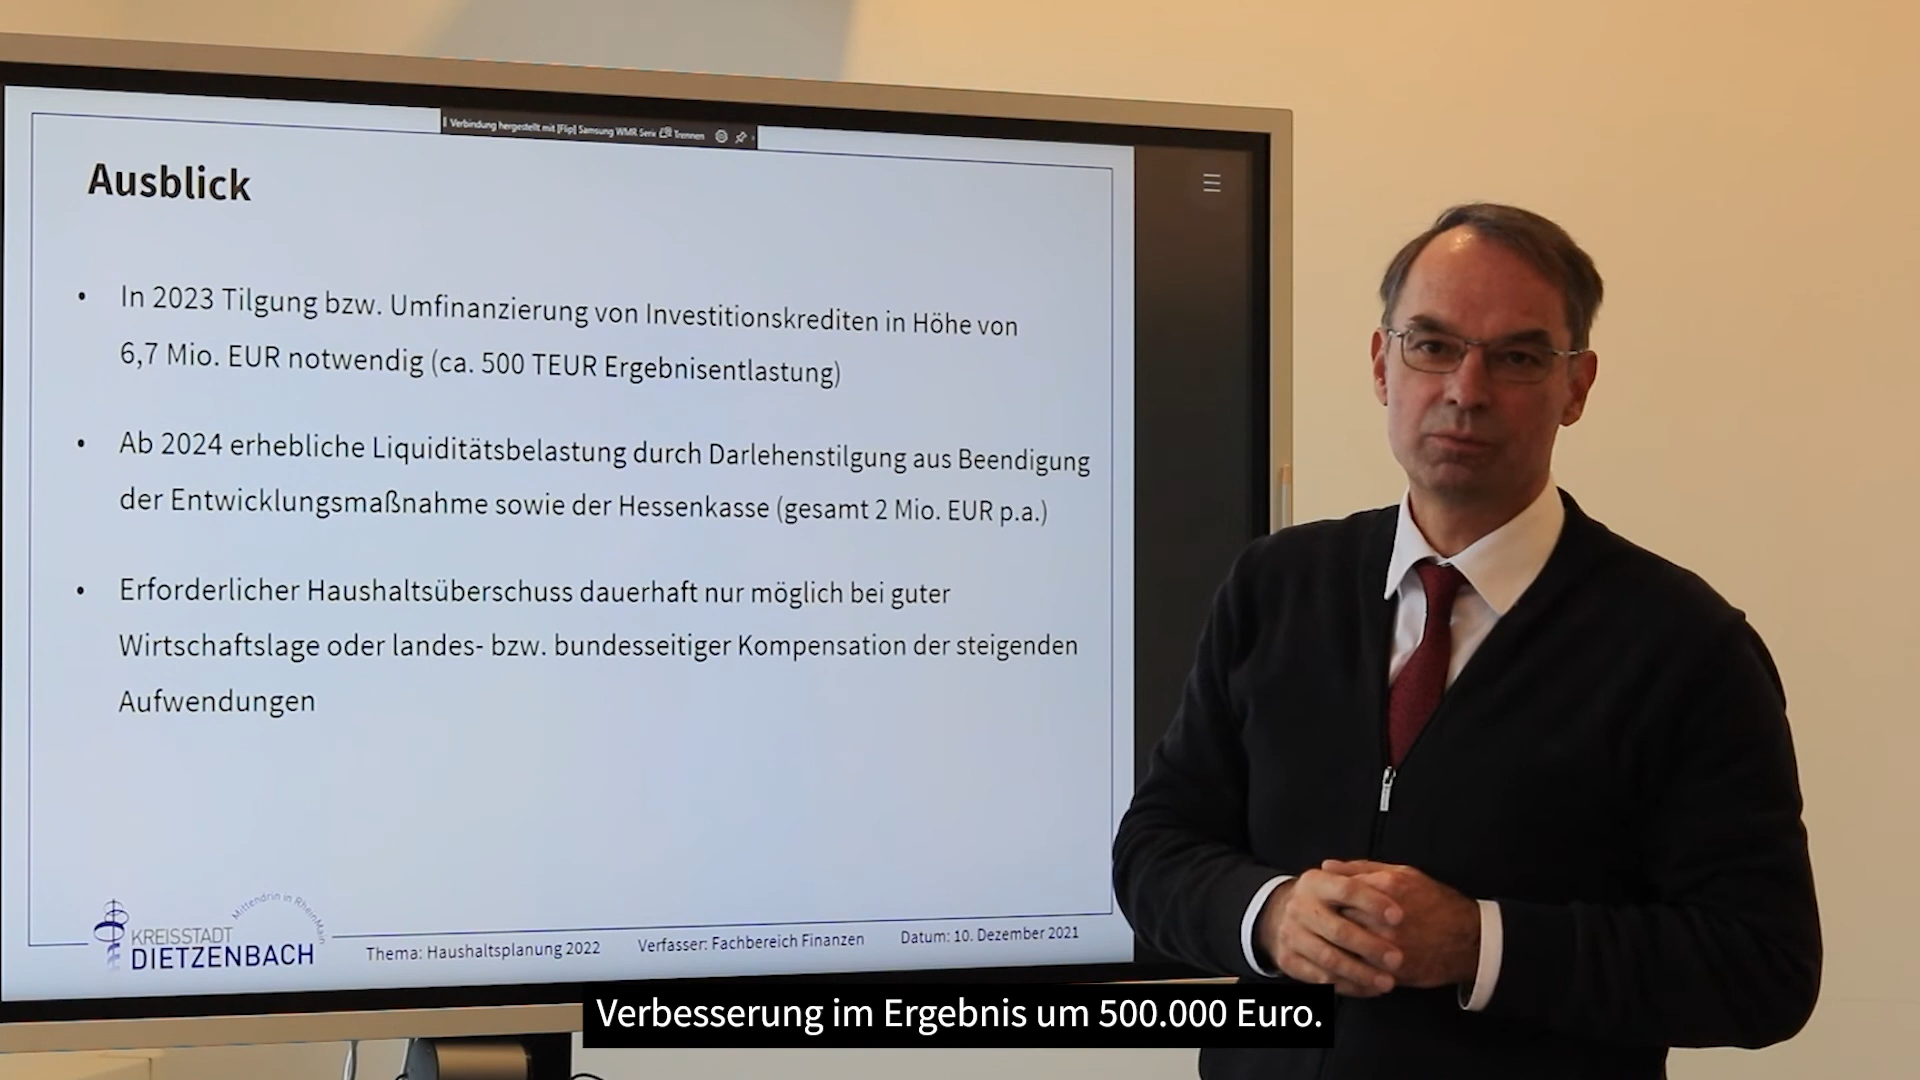 Verbindung hergestellt mit [Flip] Samsung WMR Serie Trennen
Ausblick
• In 2023 Tilgung bzw. Umfinanzierung von Investitionskrediten in Höhe von
6,7 Mio. EUR notwendig (ca. 500 TEUR Ergebnisentlastung)
• Ab 2024 erhebliche Liquiditätsbelastung durch Darlehenstilgung aus Beendigung
der Entwicklungsmaßnahme sowie der Hessenkasse (gesamt 2 Mio. EUR p.a.)
• Erforderlicher Haushaltsüberschuss dauerhaft nur möglich bei guter
Wirtschaftslage oder landes- bzw. bundesseitiger Kompensation der steigenden
Aufwendungen
Mittendrin in RheinMain
KREISSTADT
DIETZENBACH
Thema: Haushaltsplanung 2022 Verfasser: Fachbereich Finanzen Datum: 10. Dezember 2021
Verbesserung im Ergebnis um 500.000 Euro.